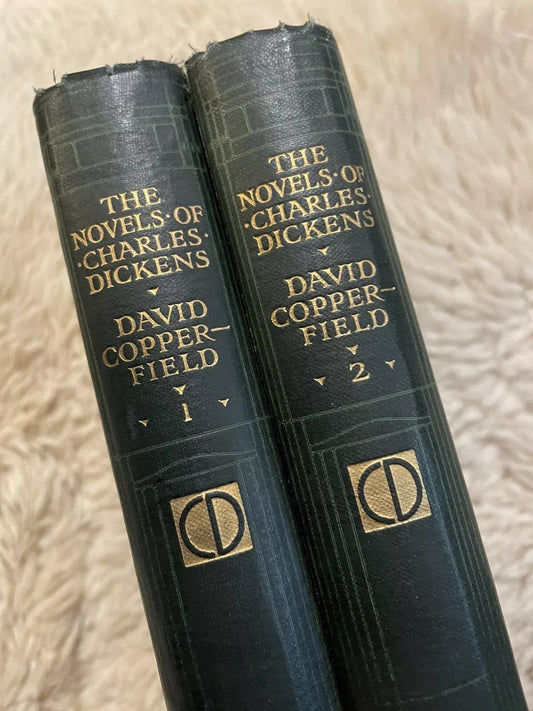 THE
NOVELS·OF
·CHARLES·
DICKENS
DAVID
COPPER–
FIELD
1
CD
THE
NOVELS·OF
·CHARLES·
DICKENS
DAVID
COPPER–
FIELD
2
CD